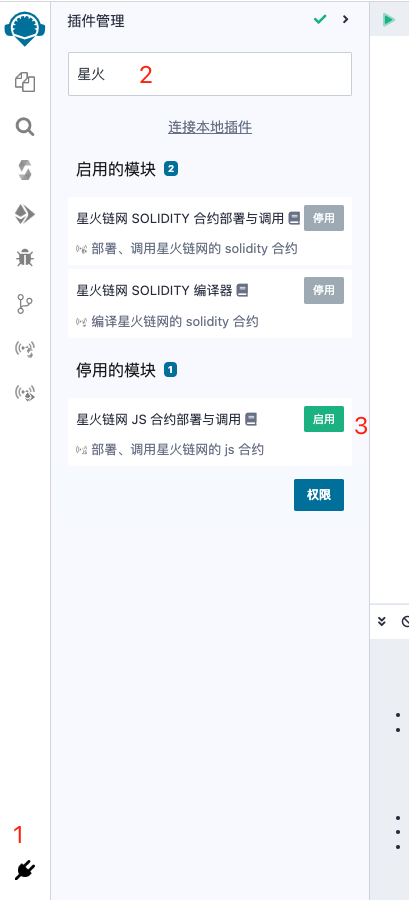 插件管理
星火
2
连接本地插件
启用的模块 2
星火链网 SOLIDITY 合约部署与调用 停用
部署、调用星火链网的 solidity 合约
星火链网 SOLIDITY 编译器 停用
编译星火链网的 solidity 合约
停用的模块 1
星火链网 JS 合约部署与调用 启用
3
部署、调用星火链网的 js 合约
权限
1